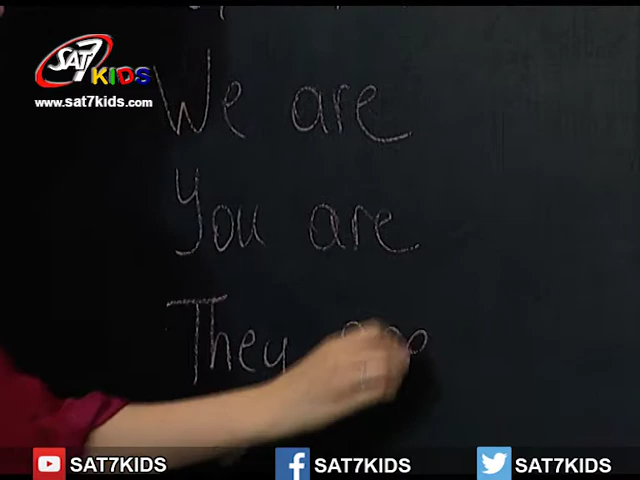 SAT7
KIDS
www.sat7kids.com
We are
You are
They are
SAT7KIDS
SAT7KIDS
SAT7KIDS